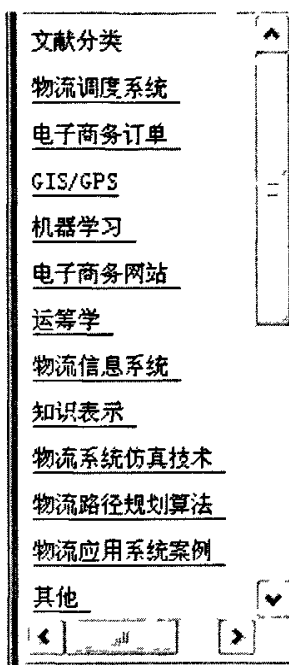 文献分类
物流调度系统
电子商务订单
GIS/GPS
机器学习
电子商务网站
运筹学
物流信息系统
知识表示
物流系统仿真技术
物流路径规划算法
物流应用系统案例
其他